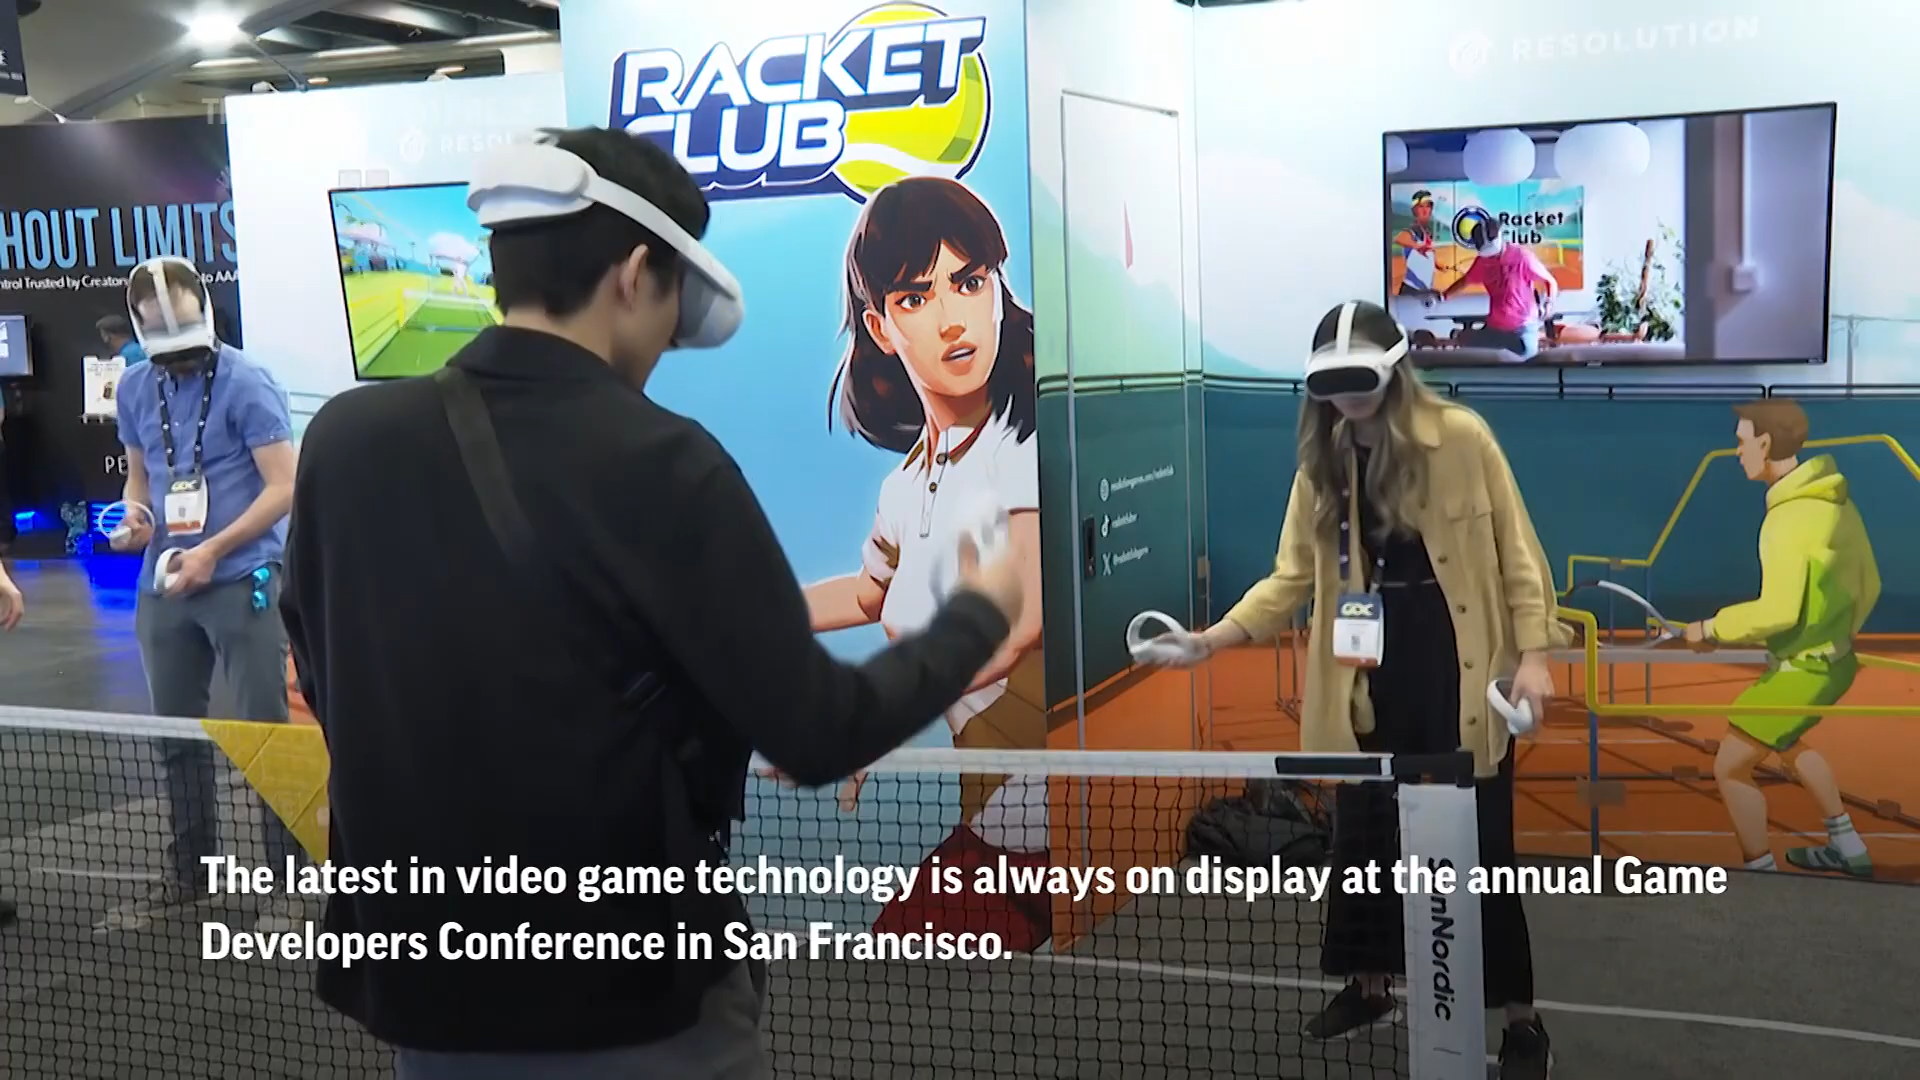 RACKET
CLUB
RESOLUTION
HOUT LIMITS
Racket
Club
GDC
GDC
SunNordic
The latest in video game technology is always on display at the annual Game
Developers Conference in San Francisco.